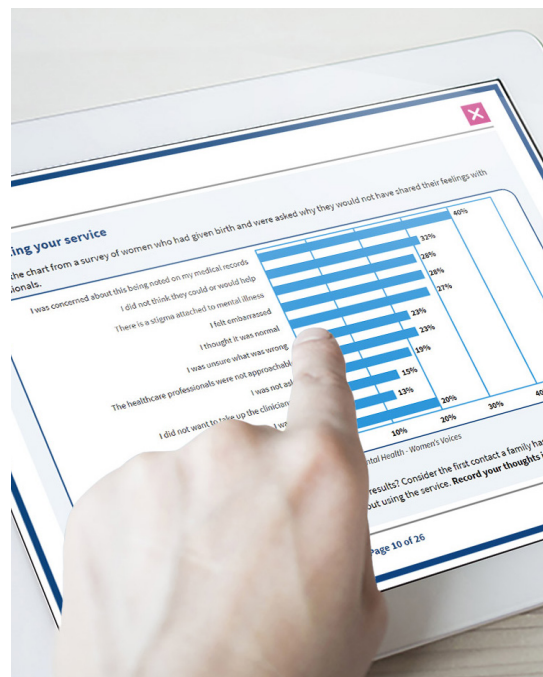 ing your service
the chart from a survey of women who had given birth and were asked why they would not have shared their feelings with
ionals.
I was concerned about this being noted on my medical records
40%
I did not think they could or would help
32%
There is a stigma attached to mental illness
28%
I felt embarrassed
28%
I thought it was normal
27%
I was unsure what was wrong
23%
The healthcare professionals were not approachable
23%
I was not as
19%
I did not want to take up the clinician
15%
I wa
13%
20%
10%
20%
30%
40
ntal Health - Women's Voices
results? Consider the first contact a family has
out using the service. Record your thoughts i
Page 10 of 26